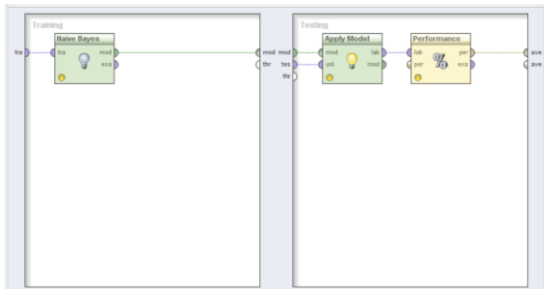 Training
Naive Bayes
tra
tra
mod
exa
mod
thr
Testing
mod
tes
thr
Apply Model
mod
lab
unl
mod
Performance
lab
per
per
exa
ave
ave